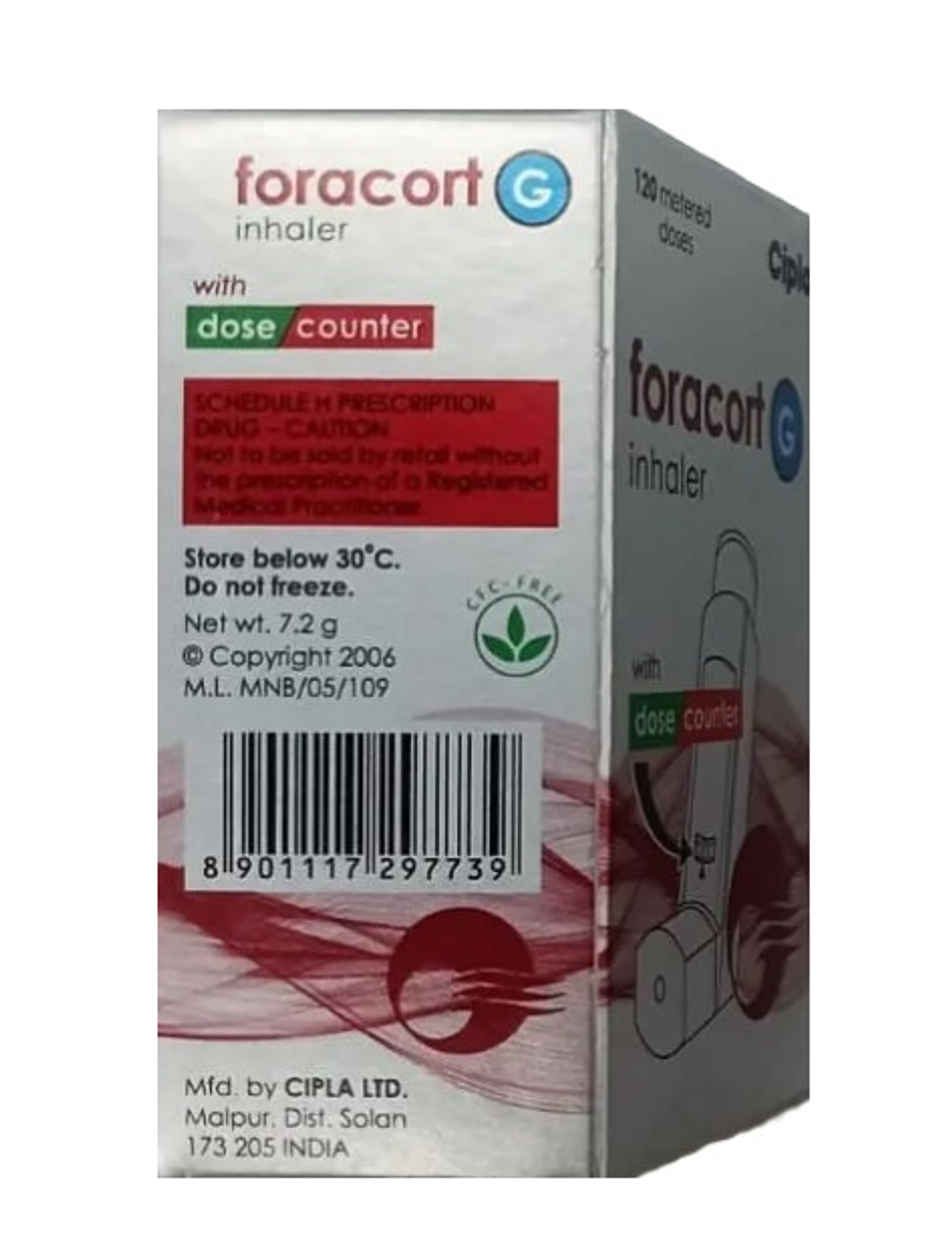 foracort G
inhaler
with
dose counter
SCHEDULE H PRESCRIPTION
DRUG - CAUTION
Not to be sold by retail without
the prescription of a Registered
Medical Practitioner.
Store below 30°C.
Do not freeze.
CFC-FREE
Net wt. 7.2 g
© Copyright 2006
M.L. MNB/05/109
8 901117 297739
Mfd. by CIPLA LTD.
Malpur. Dist. Solan
173 205 INDIA
120 metered
doses
Cipla
foracort G
inhaler
with
dose counter